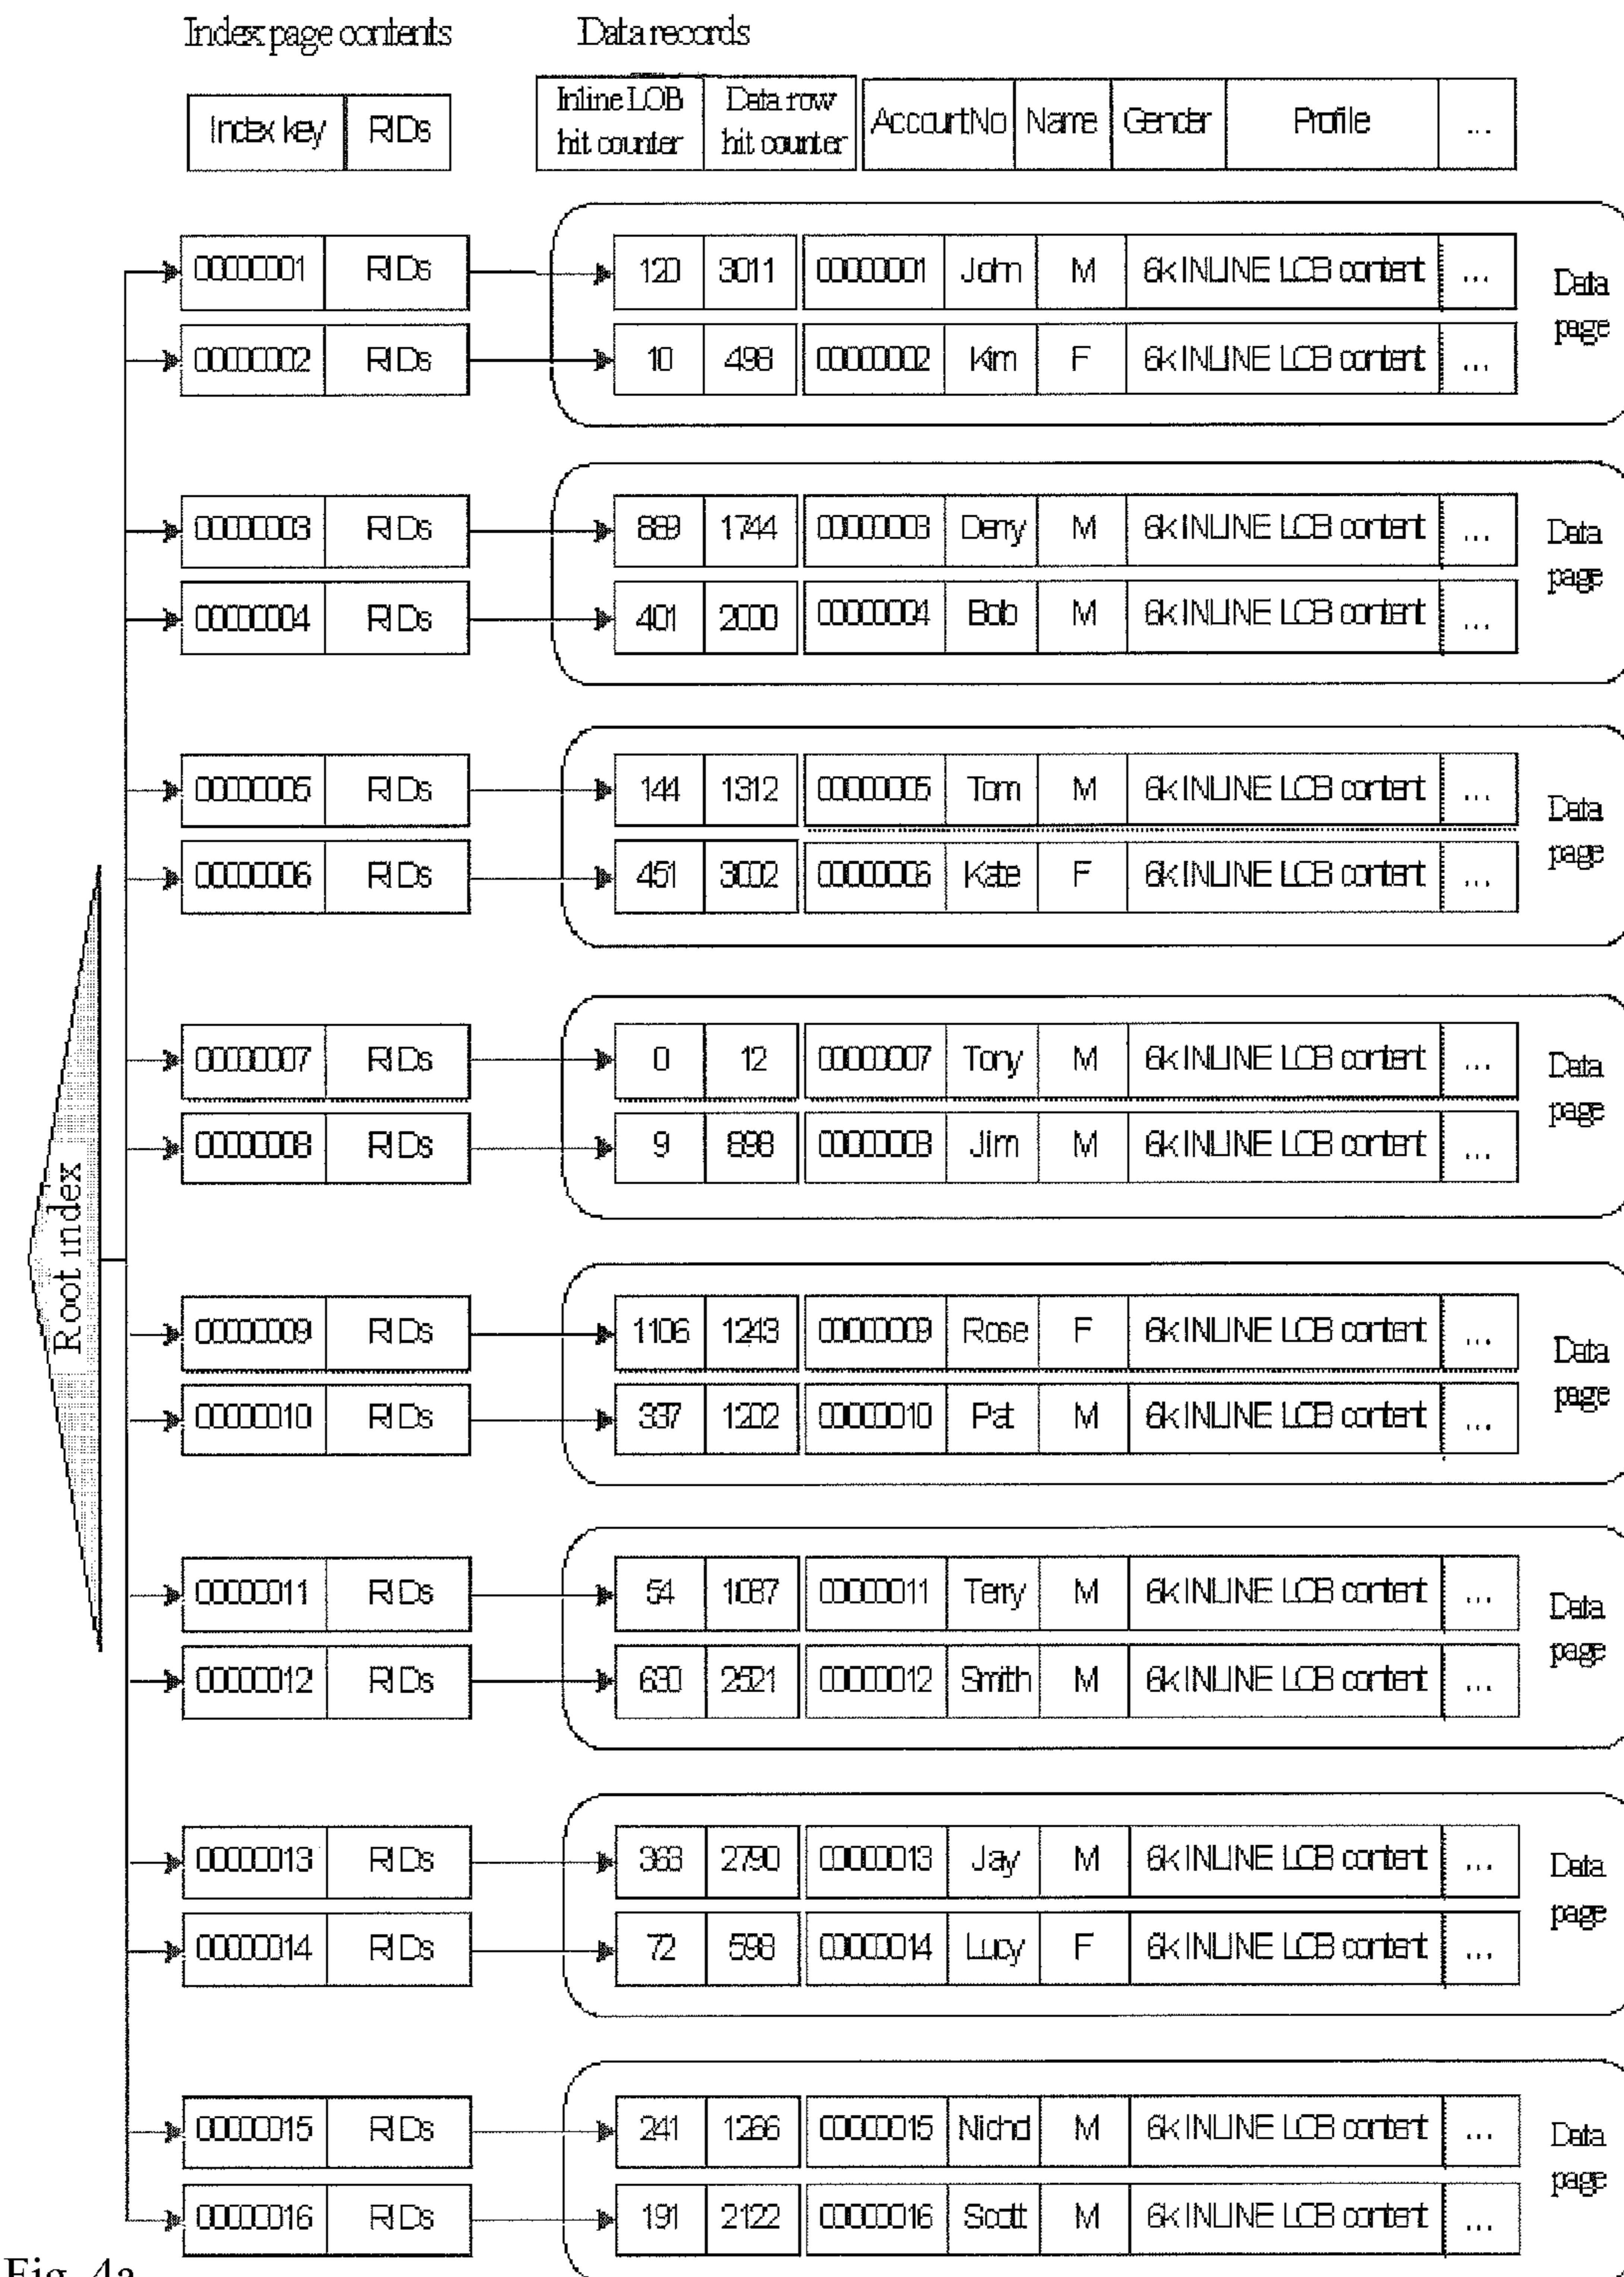 Index page contents Data records
Index key RIDs Inline LOB hit counter Data row hit counter AccountNo Name Gender Profile ...
00000001 RIDs 120 3011 00000001 John M 6k INLINE LOB content ...
Data page
00000002 RIDs 10 498 00000002 Kim F 6k INLINE LOB content ...
00000003 RIDs 889 1744 00000003 Derry M 6k INLINE LOB content ...
Data page
00000004 RIDs 401 2000 00000004 Bob M 6k INLINE LOB content ...
00000005 RIDs 144 1312 00000005 Tom M 6k INLINE LOB content ...
Data page
00000006 RIDs 451 3002 00000006 Kate F 6k INLINE LOB content ...
00000007 RIDs 0 12 00000007 Tony M 6k INLINE LOB content ...
Data page
00000008 RIDs 9 898 00000008 Jim M 6k INLINE LOB content ...
Root index
00000009 RIDs 1106 1243 00000009 Rose F 6k INLINE LOB content ...
Data page
00000010 RIDs 337 1202 00000010 Pat M 6k INLINE LOB content ...
00000011 RIDs 54 1087 00000011 Terry M 6k INLINE LOB content ...
Data page
00000012 RIDs 630 2521 00000012 Smith M 6k INLINE LOB content ...
00000013 RIDs 363 2790 00000013 Jay M 6k INLINE LOB content ...
Data page
00000014 RIDs 72 598 00000014 Lucy F 6k INLINE LOB content ...
00000015 RIDs 241 1266 00000015 Nichol M 6k INLINE LOB content ...
Data page
00000016 RIDs 191 2122 00000016 Scott M 6k INLINE LOB content ...
Fig. 4a